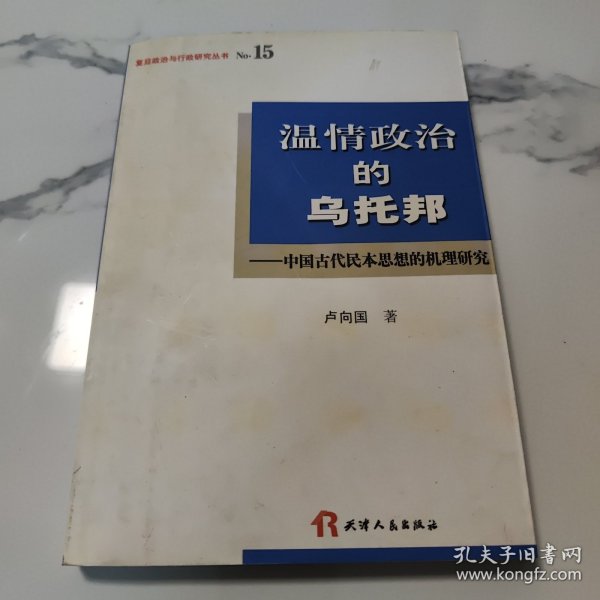 复旦政治与行政研究丛书 No.15
温情政治
的
乌托邦
——中国古代民本思想的机理研究
卢向国 著
天津人民出版社
孔夫子旧书网
www.kongfz.com